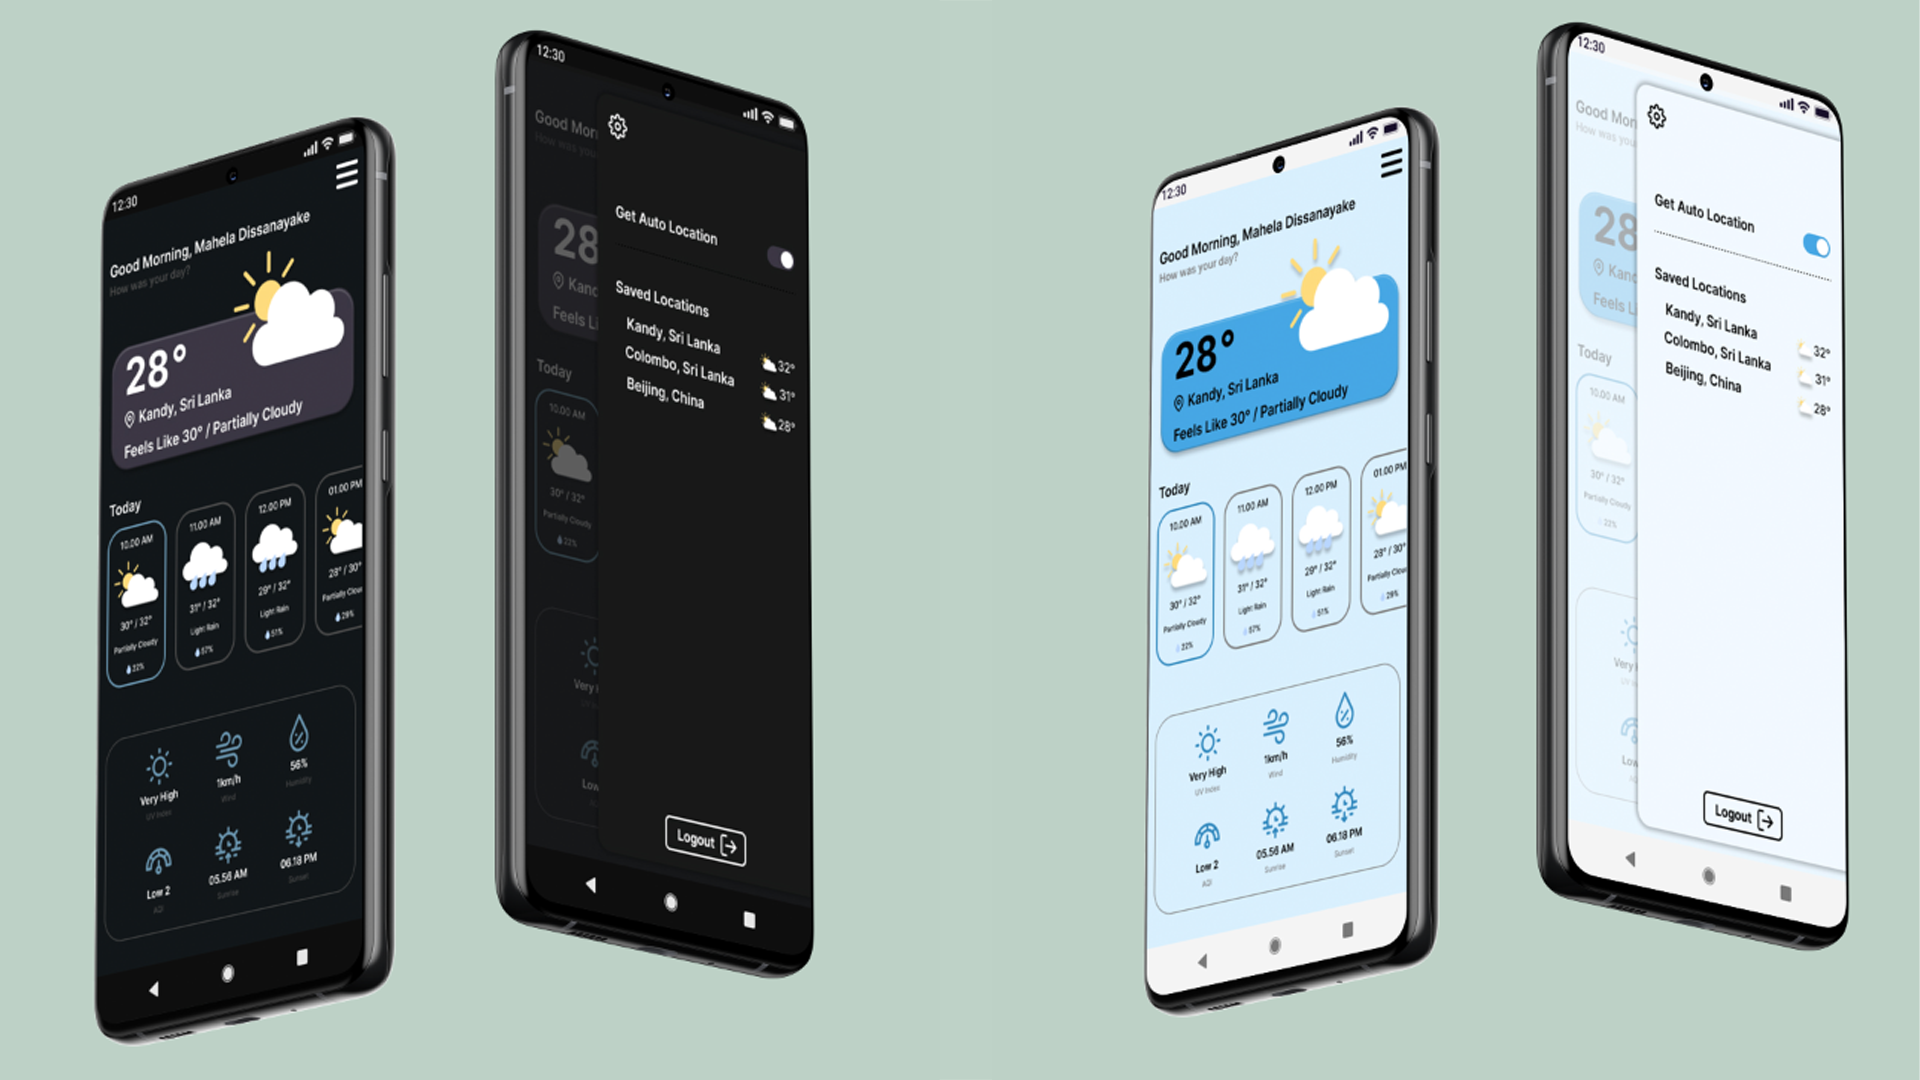 12:30
Good Morning, Mahela Dissanayake
How was your day?
28°
Kandy, Sri Lanka
Feels Like 30° / Partially Cloudy
Today
10.00 AM
30° / 32°
Partially Cloudy
22%
11.00 AM
31° / 32°
Light Rain
57%
12.00 PM
29° / 32°
Light Rain
51%
01.00 PM
28° / 30°
Partially Clou
29%
Very High
UV Index
1km/h
Wind
56%
Humidity
Low 2
AQI
05.56 AM
Sunrise
06.18 PM
Sunset
12:30
Good Mor
How was you
28
Kand
Feels Li
Today
10.00 AM
30° / 32°
Partially Cloudy
22%
Very
UV I
Low
Get Auto Location
Saved Locations
Kandy, Sri Lanka
32°
Colombo, Sri Lanka
31°
Beijing, China
28°
Logout
12:30
Good Morning, Mahela Dissanayake
How was your day?
28°
Kandy, Sri Lanka
Feels Like 30° / Partially Cloudy
Today
10.00 AM
30° / 32°
Partially Cloudy
22%
11.00 AM
31° / 32°
Light Rain
57%
12.00 PM
29° / 32°
Light Rain
51%
01.00 PM
28° / 30°
Partially Clou
29%
Very High
UV Index
1km/h
Wind
56%
Humidity
Low 2
AQI
05.56 AM
Sunrise
06.18 PM
Sunset
12:30
Good Mor
How was you
28
Kand
Feels Li
Today
10.00 AM
30° / 32°
Partially Cloudy
22%
Very
UV In
Low
AQ
Get Auto Location
Saved Locations
Kandy, Sri Lanka
32°
Colombo, Sri Lanka
31°
Beijing, China
28°
Logout